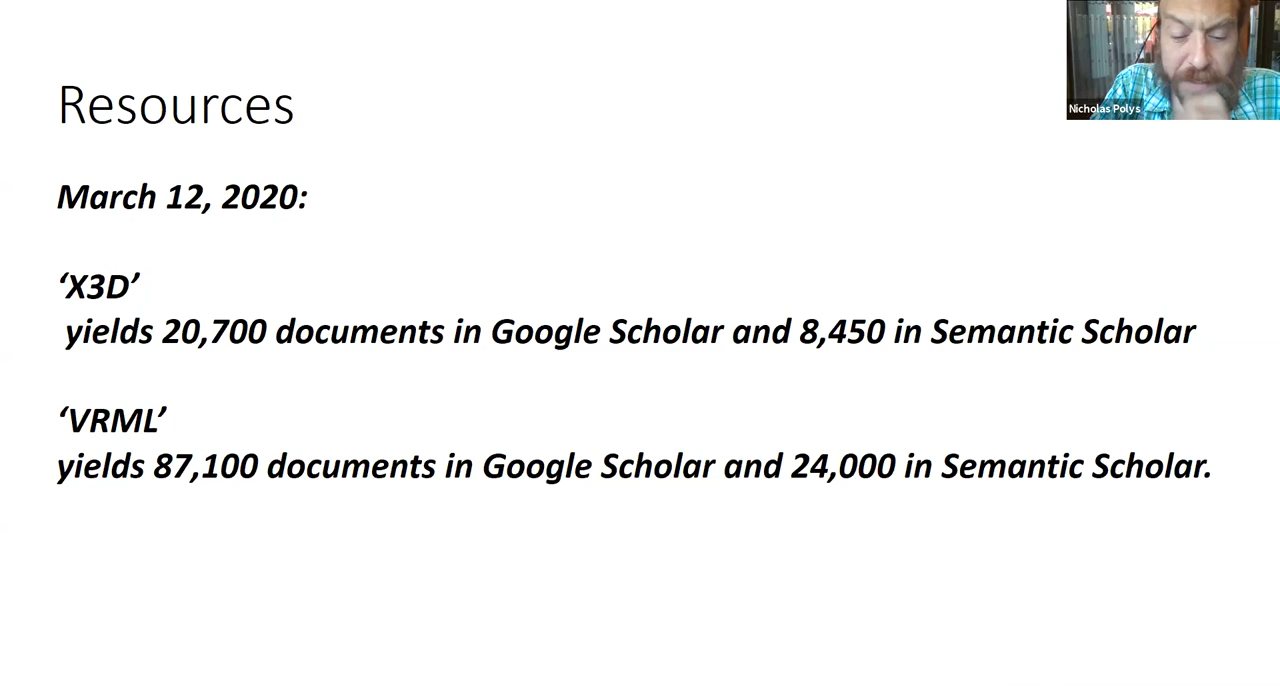 Resources
Nicholas Polys
March 12, 2020:
‘X3D’
yields 20,700 documents in Google Scholar and 8,450 in Semantic Scholar
‘VRML’
yields 87,100 documents in Google Scholar and 24,000 in Semantic Scholar.